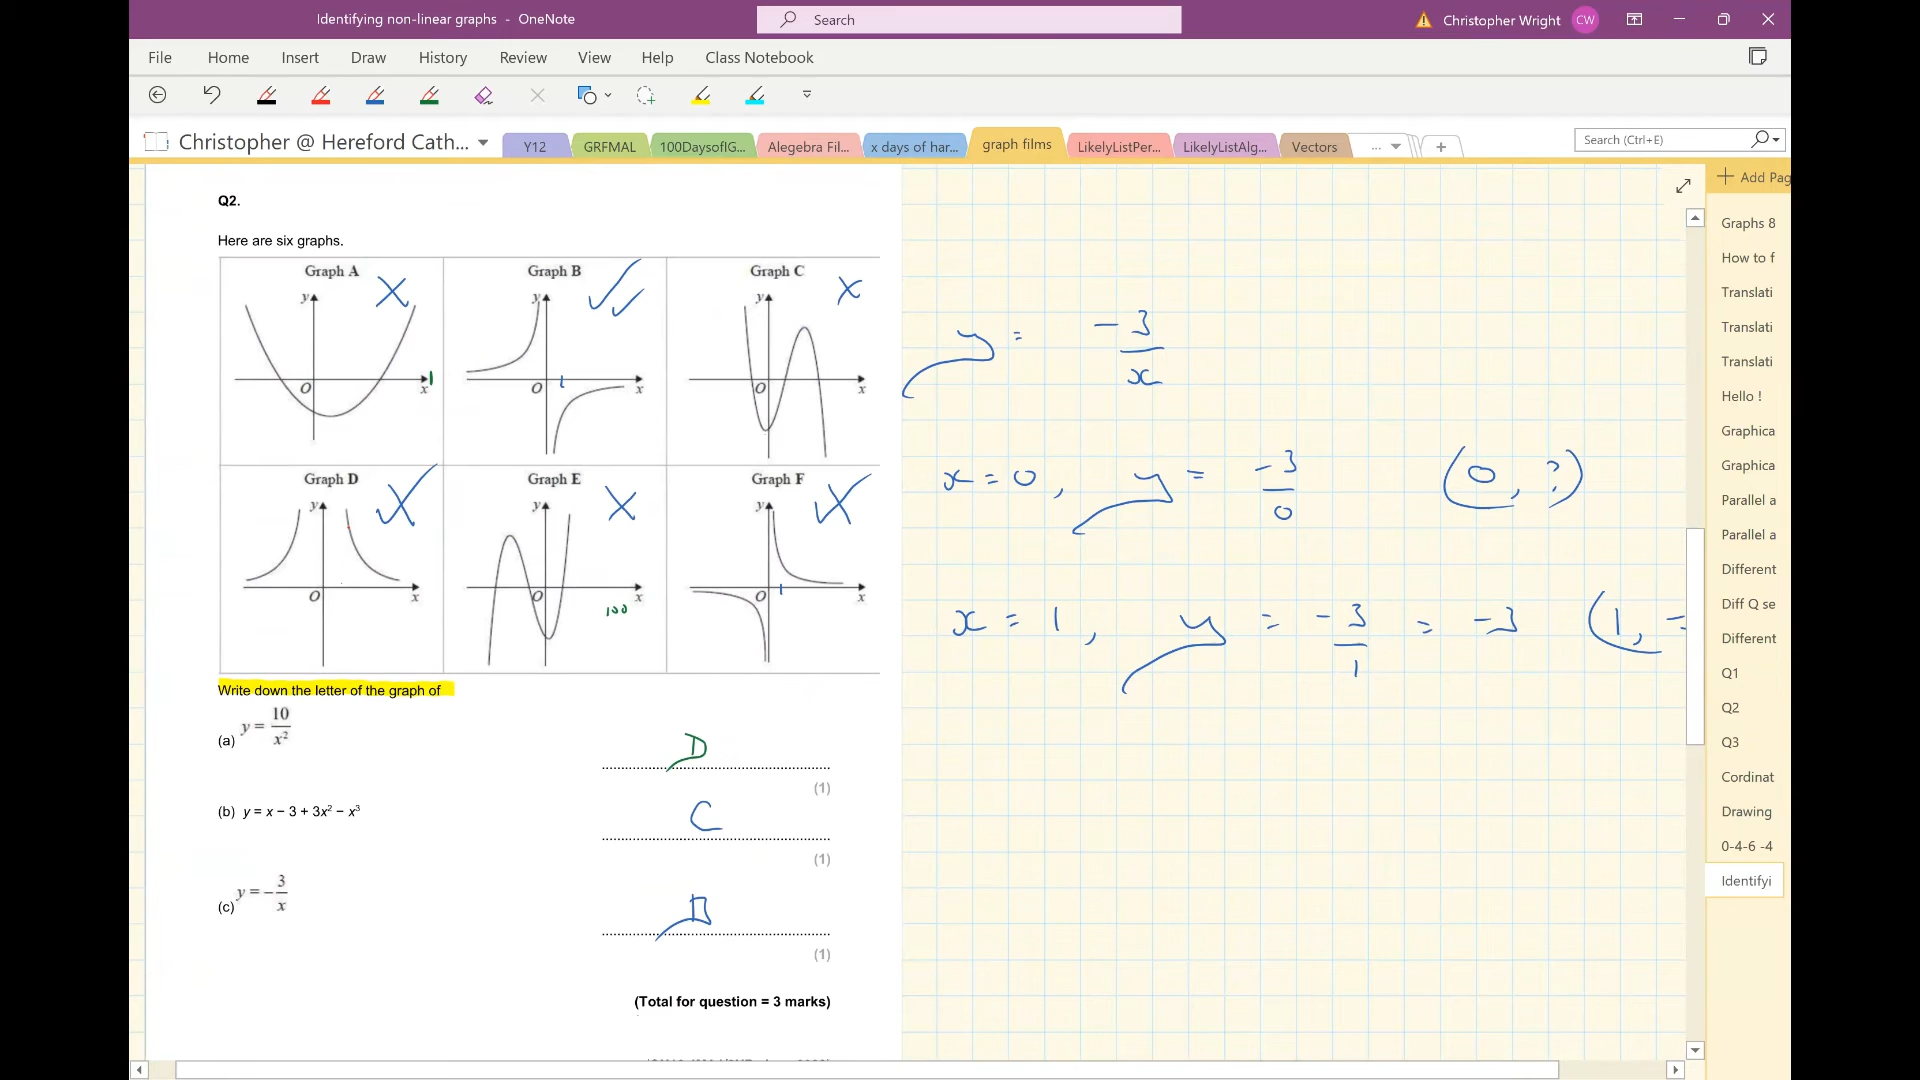 Identifying non-linear graphs - OneNote
Search
Christopher Wright CW
File Home Insert Draw History Review View Help Class Notebook
Christopher @ Hereford Cath... Y12 GRFMAL 100DaysofIG... Alegebra Fil... x days of har... graph films LikelyListPer... LikelyListAlg... Vectors ... + Search (Ctrl+E)
+ Add Pag
Graphs 8
How to f
Translati
Translati
Translati
Hello !
Graphica
Graphica
Parallel a
Parallel a
Different
Diff Q se
Different
Q1
Q2
Q3
Cordinat
Drawing
0-4-6 -4
Identifyi
Q2.
Here are six graphs.
Graph A X
y
O x
Graph B ✓✓
y
O 1 x
Graph C X
y
O x
Graph D
y
O x
Graph E X
y
O x
100
Graph F
y
O 1 x
Write down the letter of the graph of
(a) y = 10/x²
D
(1)
(b) y = x − 3 + 3x² − x³
C
(1)
(c) y = −3/x
B
(1)
(Total for question = 3 marks)
y = -3/x
x = 0, y = -3/0 (0, ?)
x = 1, y = -3/1 = -3 (1, -